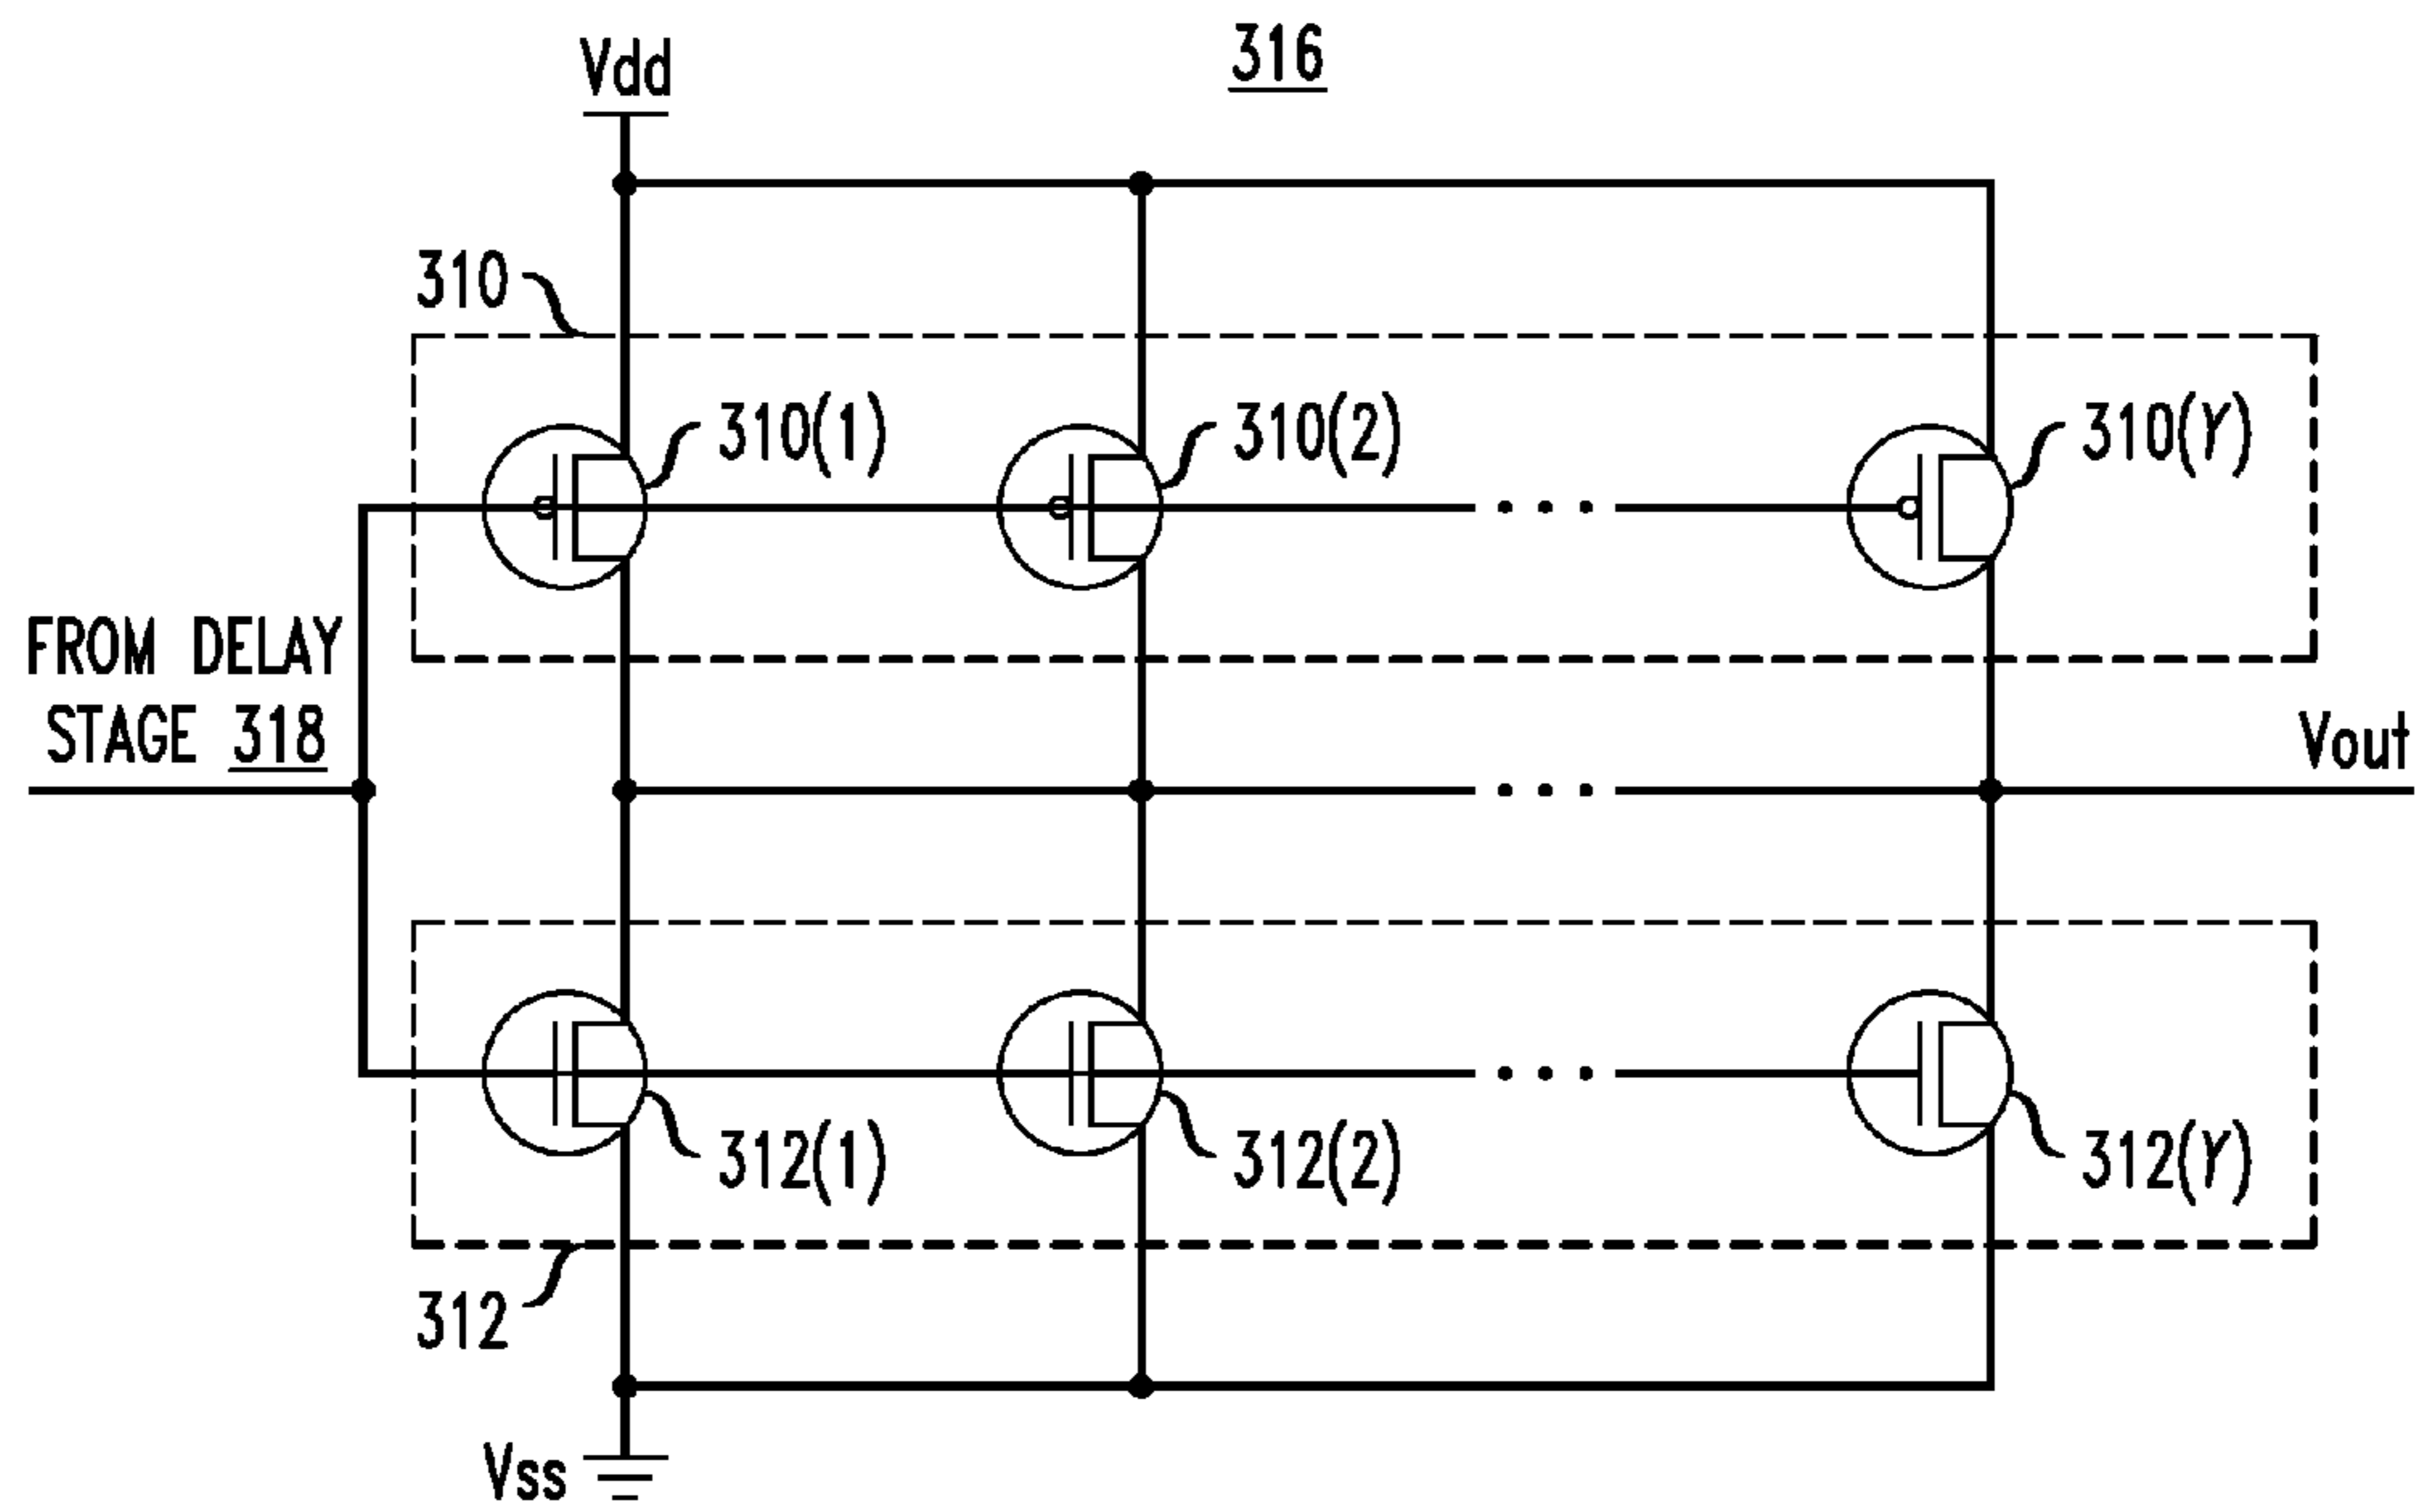 316
Vdd
310
310(1)
310(2)
310(Y)
FROM DELAY
STAGE 318
Vout
312(1)
312(2)
312(Y)
312
Vss